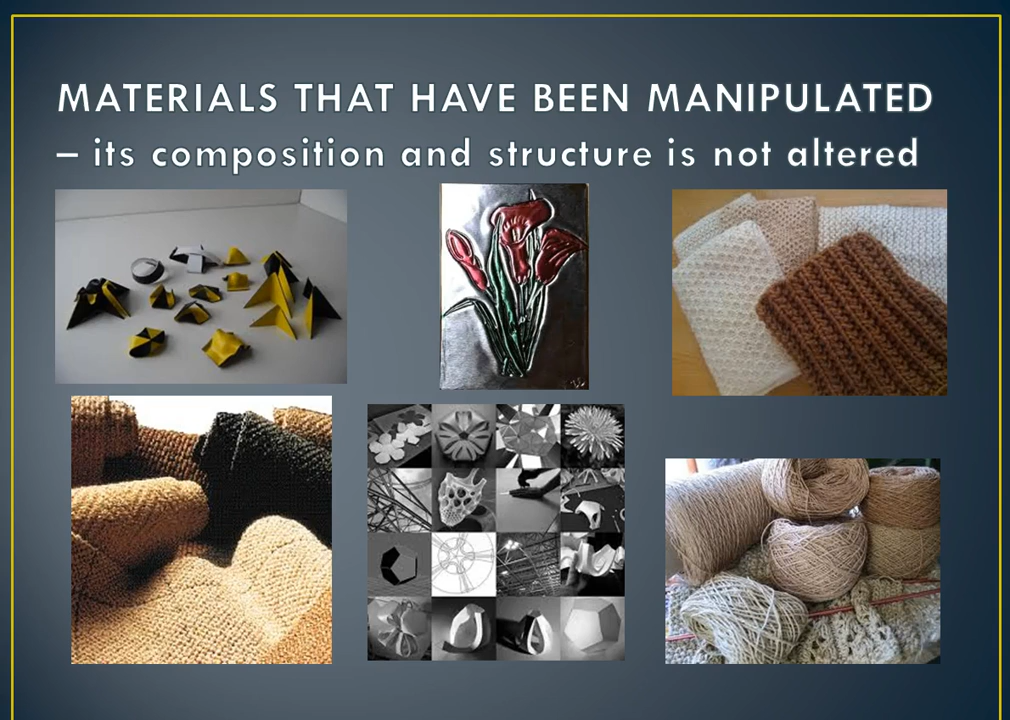 MATERIALS THAT HAVE BEEN MANIPULATED
– its composition and structure is not altered